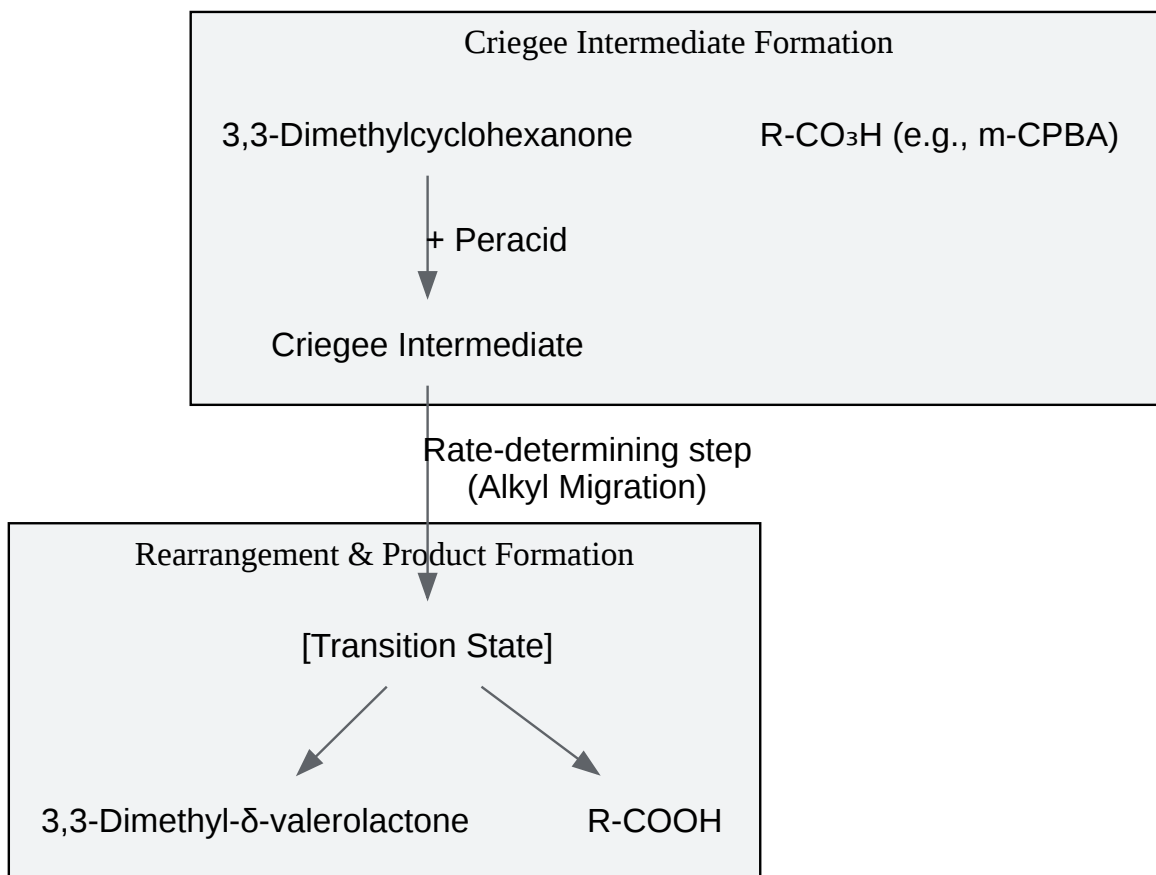 Criegee Intermediate Formation
3,3-Dimethylcyclohexanone
R-CO₃H (e.g., m-CPBA)
+ Peracid
Criegee Intermediate
Rate-determining step
(Alkyl Migration)
Rearrangement & Product Formation
[Transition State]
3,3-Dimethyl-δ-valerolactone
R-COOH